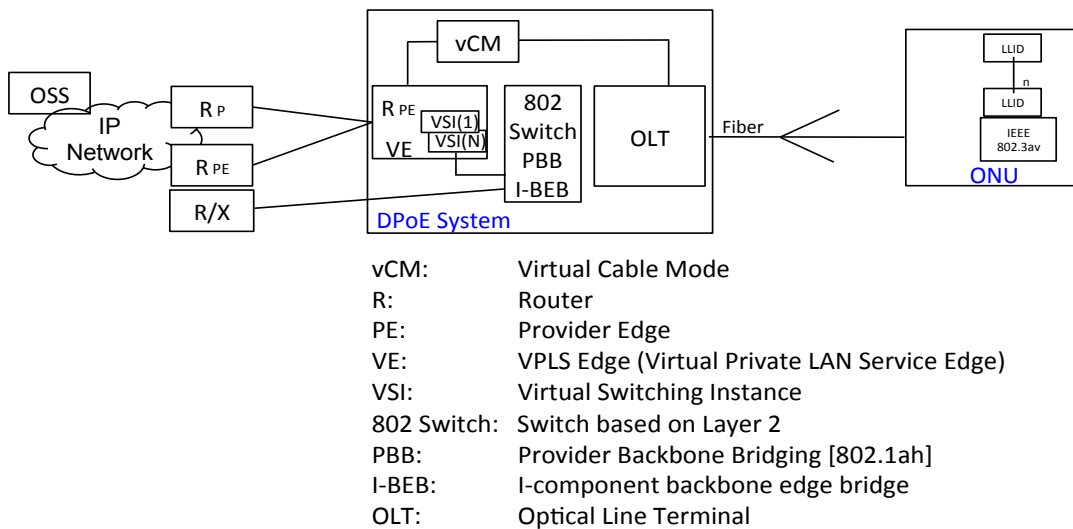 vCM
OSS
IP
Network
R P
R PE
R/X
R PE
VSI(1)
VSI(N)
VE
802
Switch
PBB
I-BEB
OLT
DPoE System
Fiber
LLID
n
LLID
IEEE
802.3av
ONU
vCM: Virtual Cable Mode
R: Router
PE: Provider Edge
VE: VPLS Edge (Virtual Private LAN Service Edge)
VSI: Virtual Switching Instance
802 Switch: Switch based on Layer 2
PBB: Provider Backbone Bridging [802.1ah]
I-BEB: I-component backbone edge bridge
OLT: Optical Line Terminal